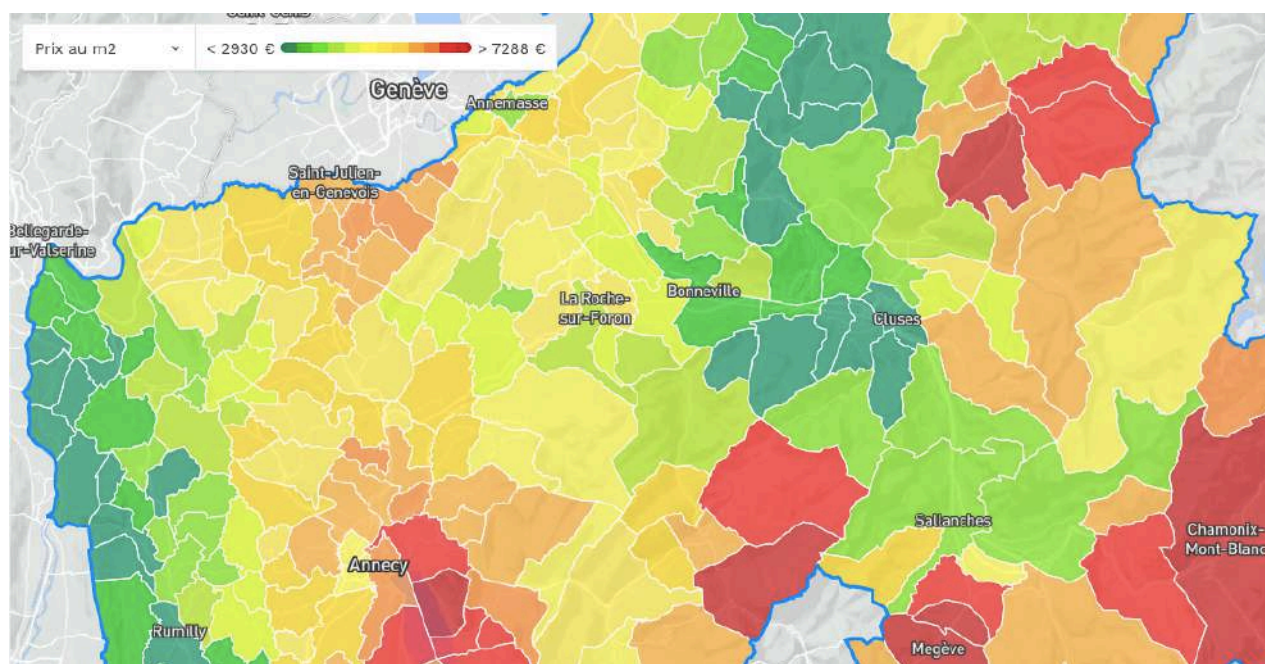 Prix au m2
< 2930 €
> 7288 €
Genève
Annemasse
Saint-Julien-
en-Genevois
Bellegarde-
ur-Valserine
La Roche-
sur-Foron
Bonneville
Cluses
Sallanches
Chamonix-
Mont-Blanc
Annecy
Rumilly
Megève